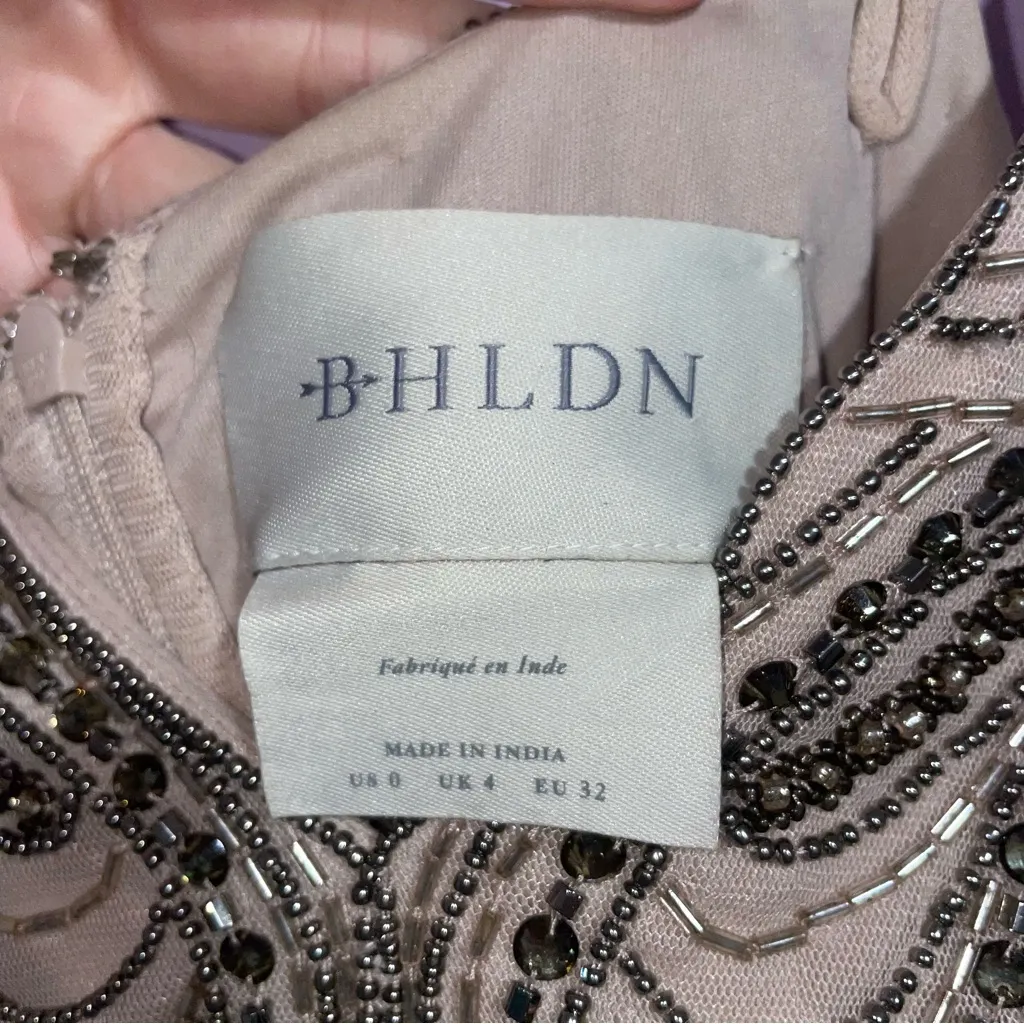 BHLDN
Fabriqué en Inde
MADE IN INDIA
US 0 UK 4 EU 32